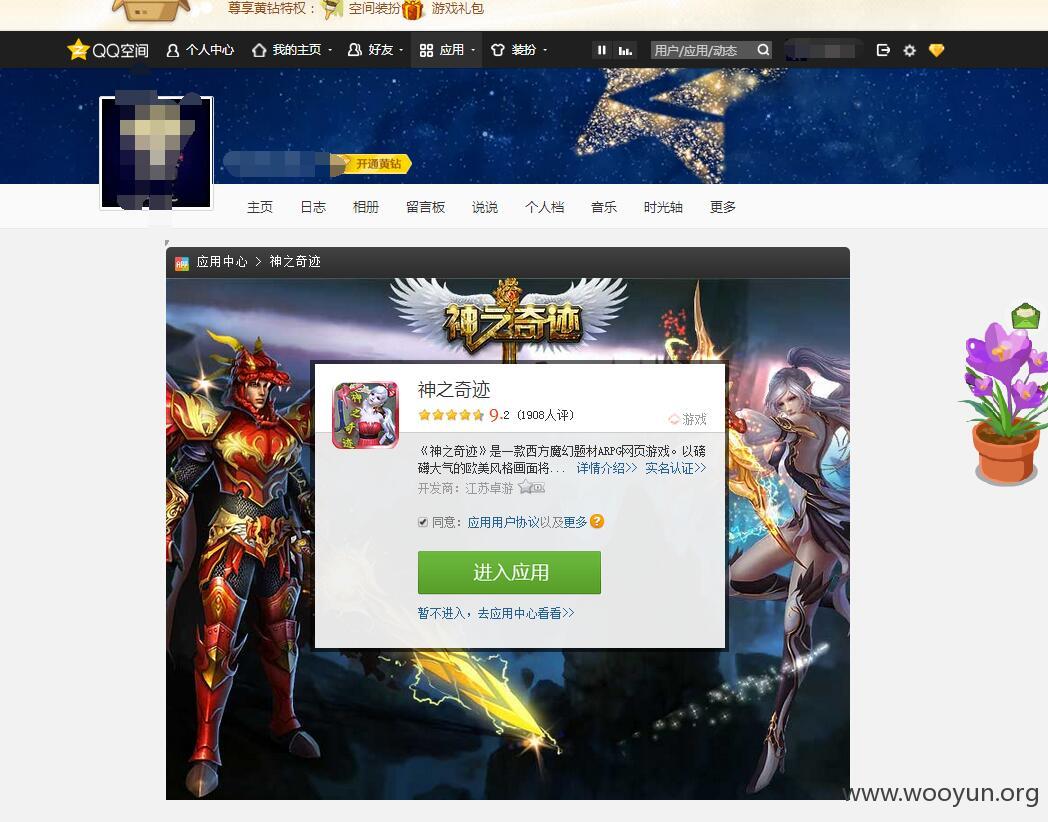 尊享黄钻特权： 空间装扮 游戏礼包
QQ空间 个人中心 我的主页 好友 应用 装扮 用户/应用/动态
开通黄钻
主页 日志 相册 留言板 说说 个人档 音乐 时光轴 更多
应用中心 > 神之奇迹
神之奇迹
神之奇迹
神之奇迹
9.2 (1908人评)
游戏
《神之奇迹》是一款西方魔幻题材ARPG网页游戏。以磅
礴大气的欧美风格画面将... 详情介绍>> 实名认证>>
开发商：江苏卓游
同意：应用用户协议以及更多
进入应用
暂不进入，去应用中心看看>>
www.wooyun.org